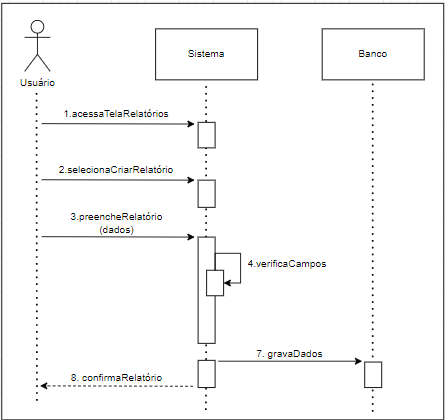 Usuário
Sistema
Banco
1.acessaTelaRelatórios
2.selecionaCriarRelatório
3.preencheRelatório
(dados)
4.verificaCampos
7. gravaDados
8. confirmaRelatório